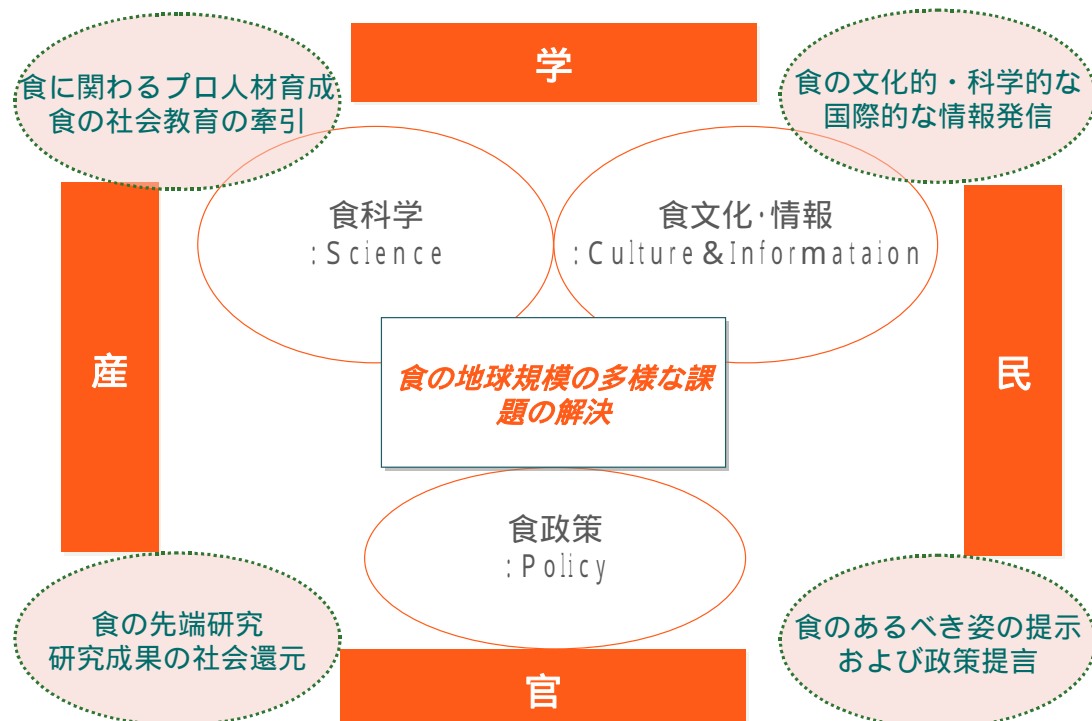 学
食に関わるプロ人材育成
食の社会教育の牽引
食の文化的・科学的な
国際的な情報発信
食科学
:Science
食文化·情報
:Culture&Informataion
産
食の地球規模の多様な課
題の解決
民
食政策
:Policy
食の先端研究
研究成果の社会還元
食のあるべき姿の提示
および政策提言
官